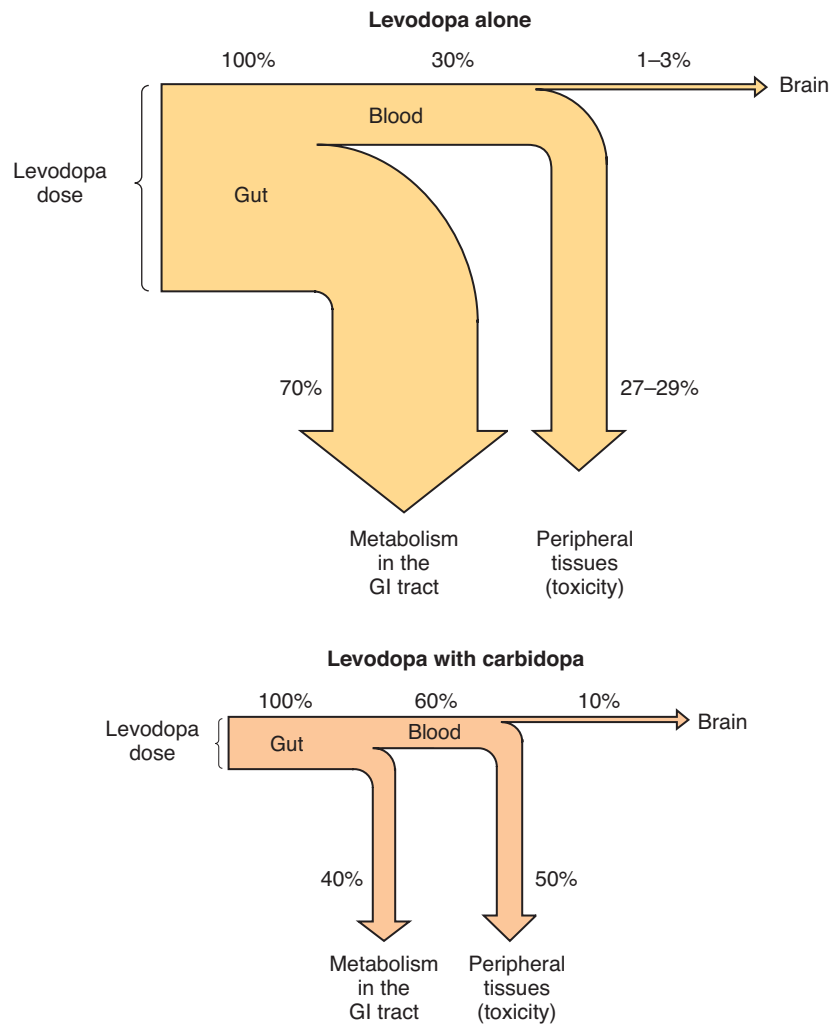 Levodopa alone
100%
30%
1–3%
Brain
Blood
Levodopa
dose
Gut
70%
27–29%
Metabolism
in the
GI tract
Peripheral
tissues
(toxicity)
Levodopa with carbidopa
100%
60%
10%
Brain
Levodopa
dose
Gut
Blood
40%
50%
Metabolism
in the
GI tract
Peripheral
tissues
(toxicity)